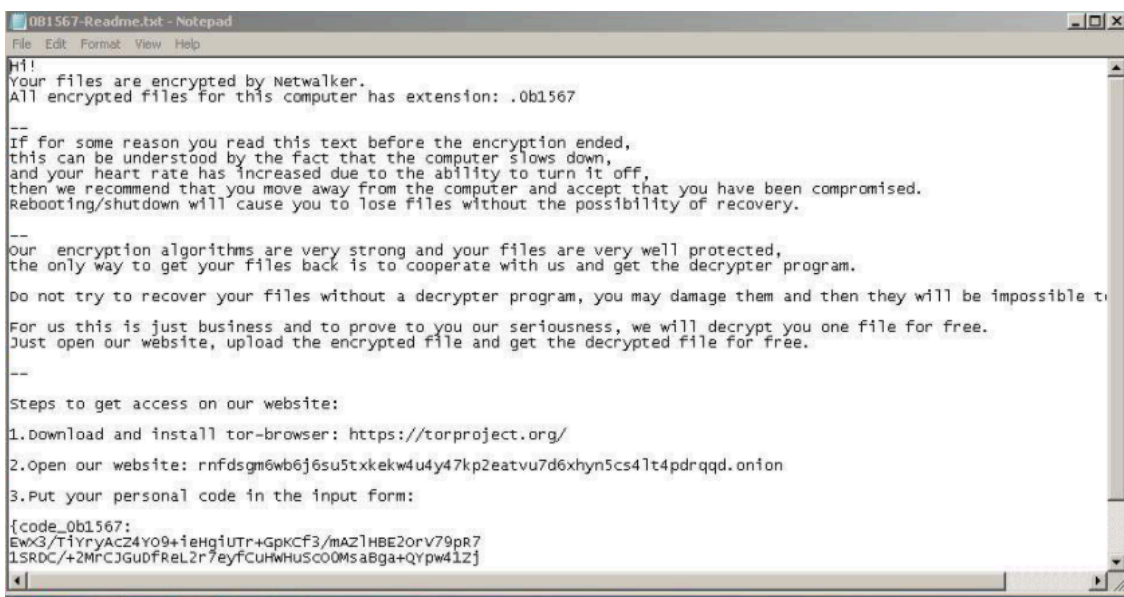 0B1567-Readme.txt - Notepad
File Edit Format View Help
Hi!
Your files are encrypted by Netwalker.
All encrypted files for this computer has extension: .0b1567
--
If for some reason you read this text before the encryption ended,
this can be understood by the fact that the computer slows down,
and your heart rate has increased due to the ability to turn it off,
then we recommend that you move away from the computer and accept that you have been compromised.
Rebooting/shutdown will cause you to lose files without the possibility of recovery.
--
Our encryption algorithms are very strong and your files are very well protected,
the only way to get your files back is to cooperate with us and get the decrypter program.
Do not try to recover your files without a decrypter program, you may damage them and then they will be impossible
For us this is just business and to prove to you our seriousness, we will decrypt you one file for free.
Just open our website, upload the encrypted file and get the decrypted file for free.
--
Steps to get access on our website:
1.Download and install tor-browser: https://torproject.org/
2.Open our website: rnfdsgm6wb6j6su5txkekw4u4y47kp2eatvu7d6xhyn5cs4lt4pdrqqd.onion
3.Put your personal code in the input form:
{code_0b1567:
EwX3/TiYryAcZ4YO9+ieHgiUTr+GpKCf3/mAZlHBE2OrV79pR7
1SRDC/+2MrCJGuDfReL2r7eyfCuHWHuScO0MsaBga+QYpw41Zj